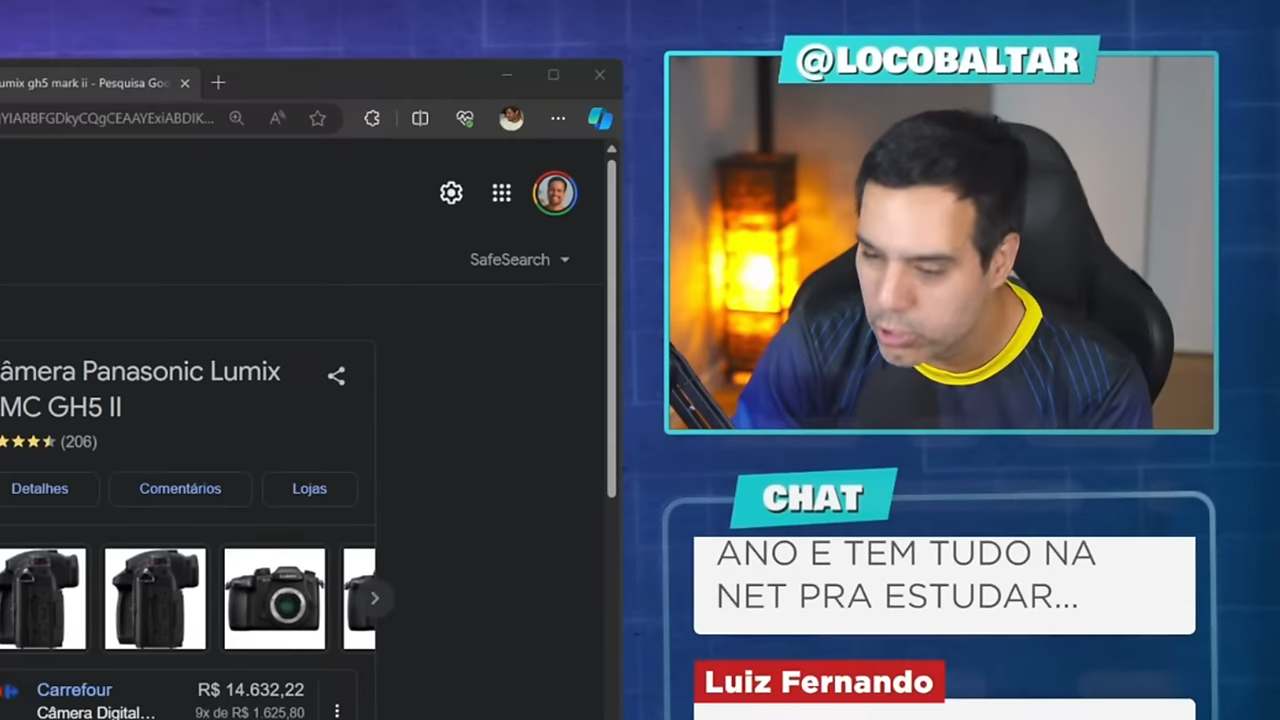 umix gh5 mark ii - Pesquisa Goo
YIARBFGDkyCQgCEAAYExiABDIK...
SafeSearch
âmera Panasonic Lumix
MC GH5 II
(206)
Detalhes
Comentários
Lojas
Carrefour
R$ 14.632,22
Câmera Digital...
9x de R$ 1.625,80
@LOCOBALTAR
CHAT
ANO E TEM TUDO NA
NET PRA ESTUDAR...
Luiz Fernando